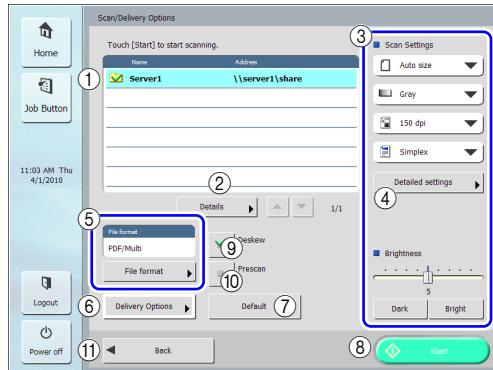 Scan/Delivery Options
Home
Job Button
11:03 AM Thu
4/1/2010
Logout
Power off
Touch [Start] to start scanning.
Name Address
1 Server1 \\server1\share
2
Details 1/1
5
File format
PDF/Multi
File format
9 Deskew
10 Prescan
6 Delivery Options
Default 7
11 Back
3
Scan Settings
Auto size
Gray
150 dpi
Simplex
Detailed settings
4
Brightness
5
Dark Bright
8 Start